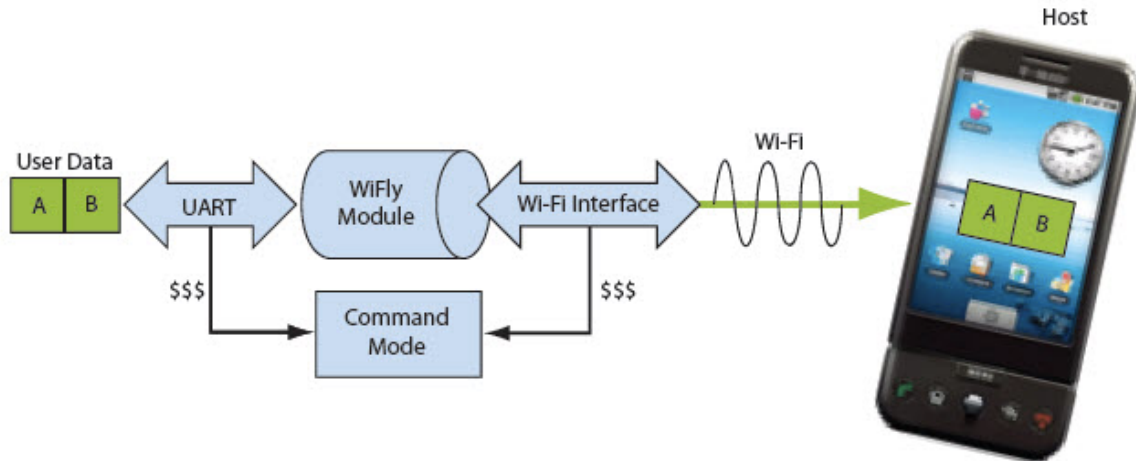 Host
Wi-Fi
User Data
A B
UART
WiFly
Module
Wi-Fi Interface
A B
$$$
$$$
Command
Mode